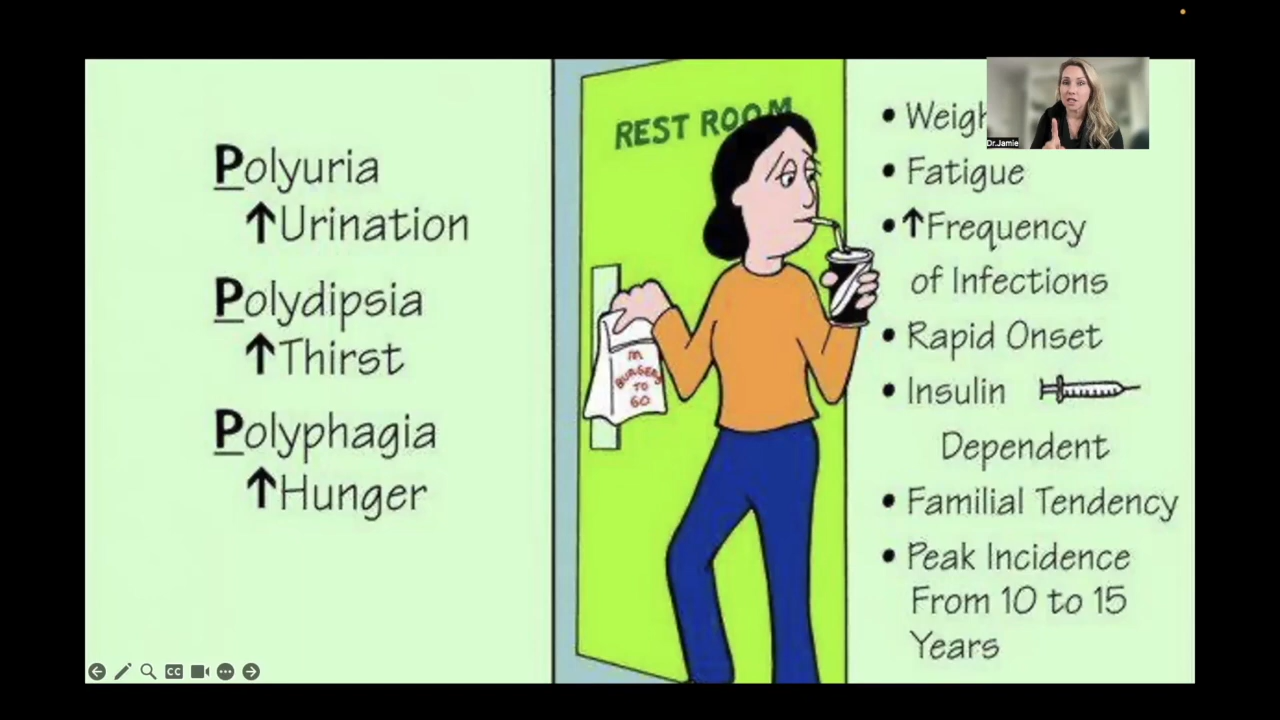 Polyuria
↑Urination
Polydipsia
↑Thirst
Polyphagia
↑Hunger
REST ROOM
M
BURGERS
TO
GO
Dr.Jamie
• Fatigue
• ↑Frequency
of Infections
• Rapid Onset
• Insulin
Dependent
• Familial Tendency
• Peak Incidence
From 10 to 15
Years
CC